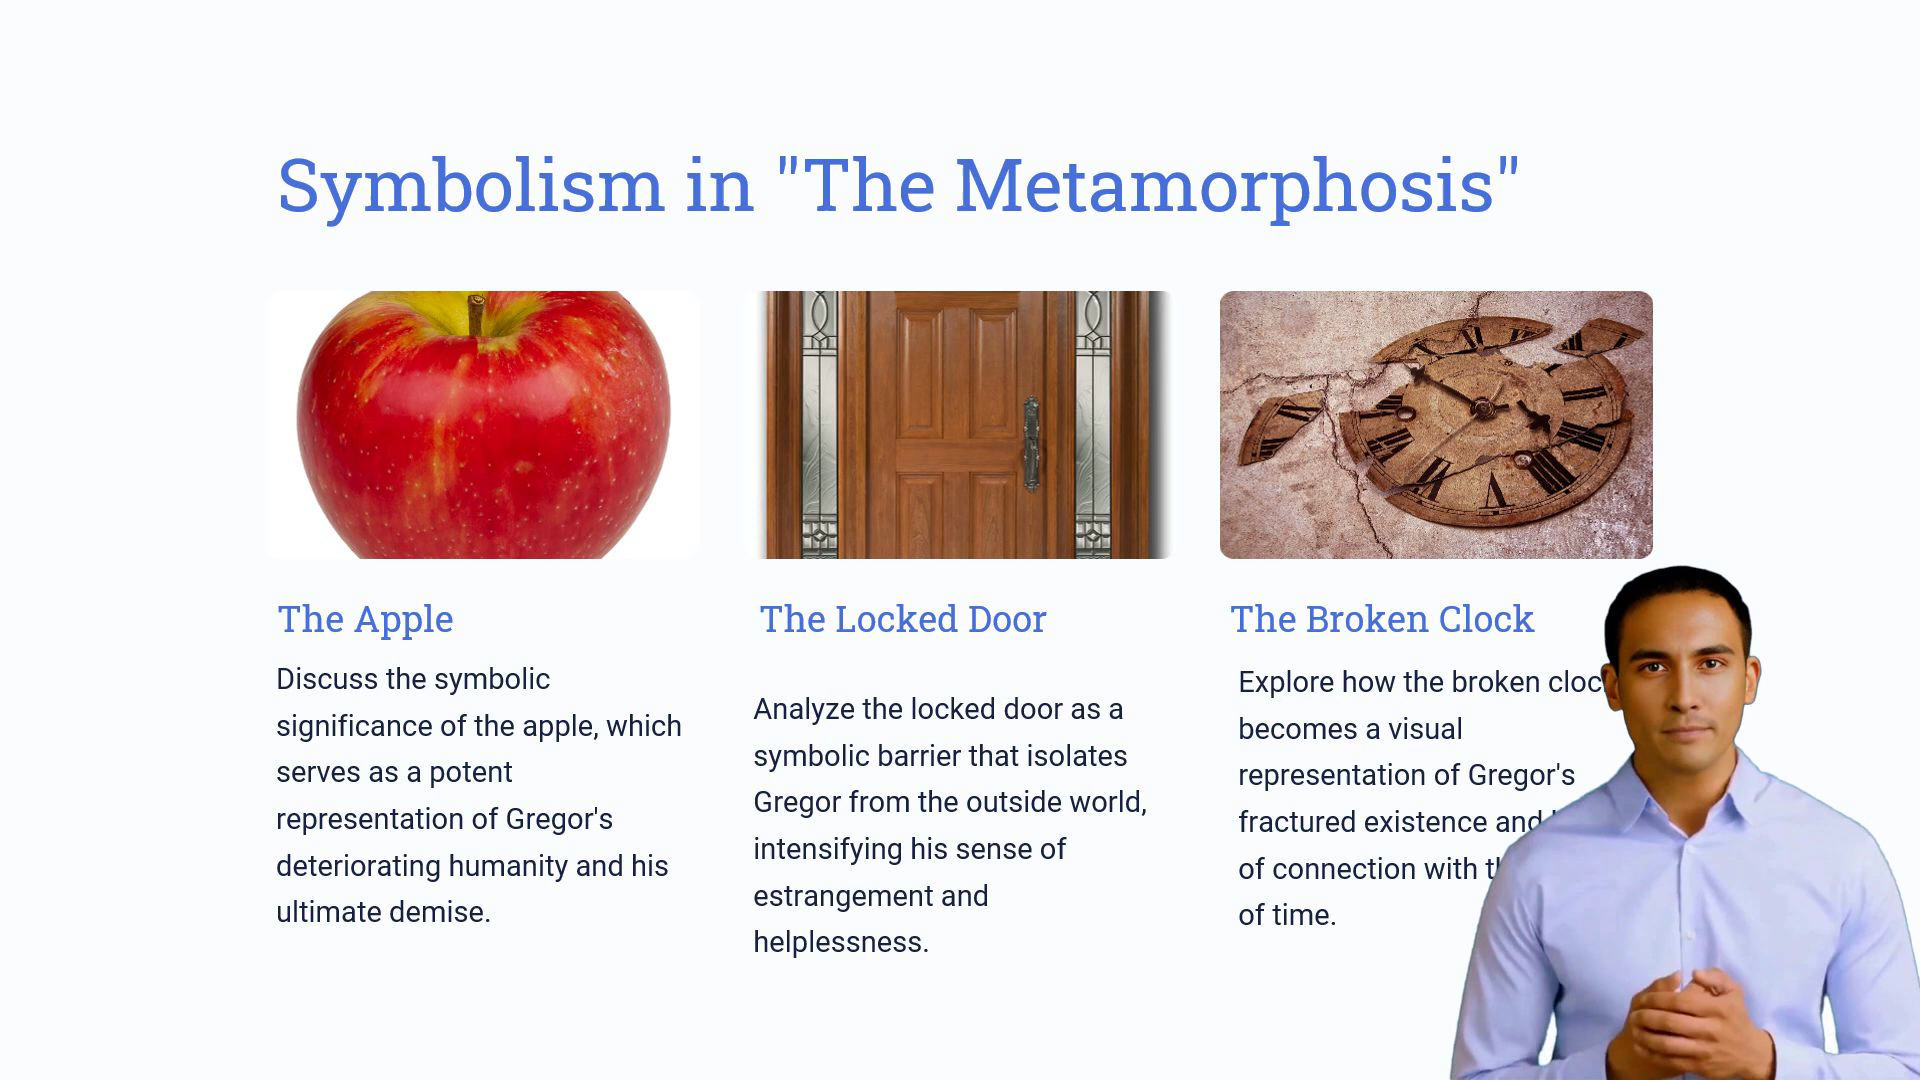 Symbolism in "The Metamorphosis"
The Apple
Discuss the symbolic
significance of the apple, which
serves as a potent
representation of Gregor's
deteriorating humanity and his
ultimate demise.
The Locked Door
Analyze the locked door as a
symbolic barrier that isolates
Gregor from the outside world,
intensifying his sense of
estrangement and
helplessness.
The Broken Clock
Explore how the broken
becomes a visual
representation of Gregor's
fractured existence and
of connection with
of time.